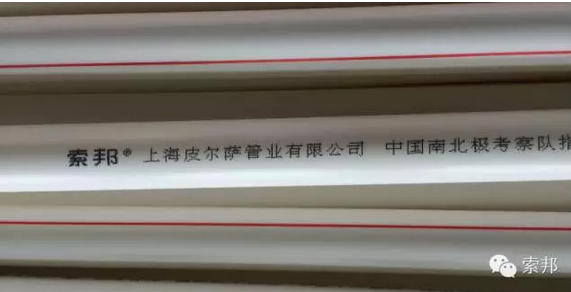 索邦® 上海皮尔萨管业有限公司 中国南北极考察队指
索邦